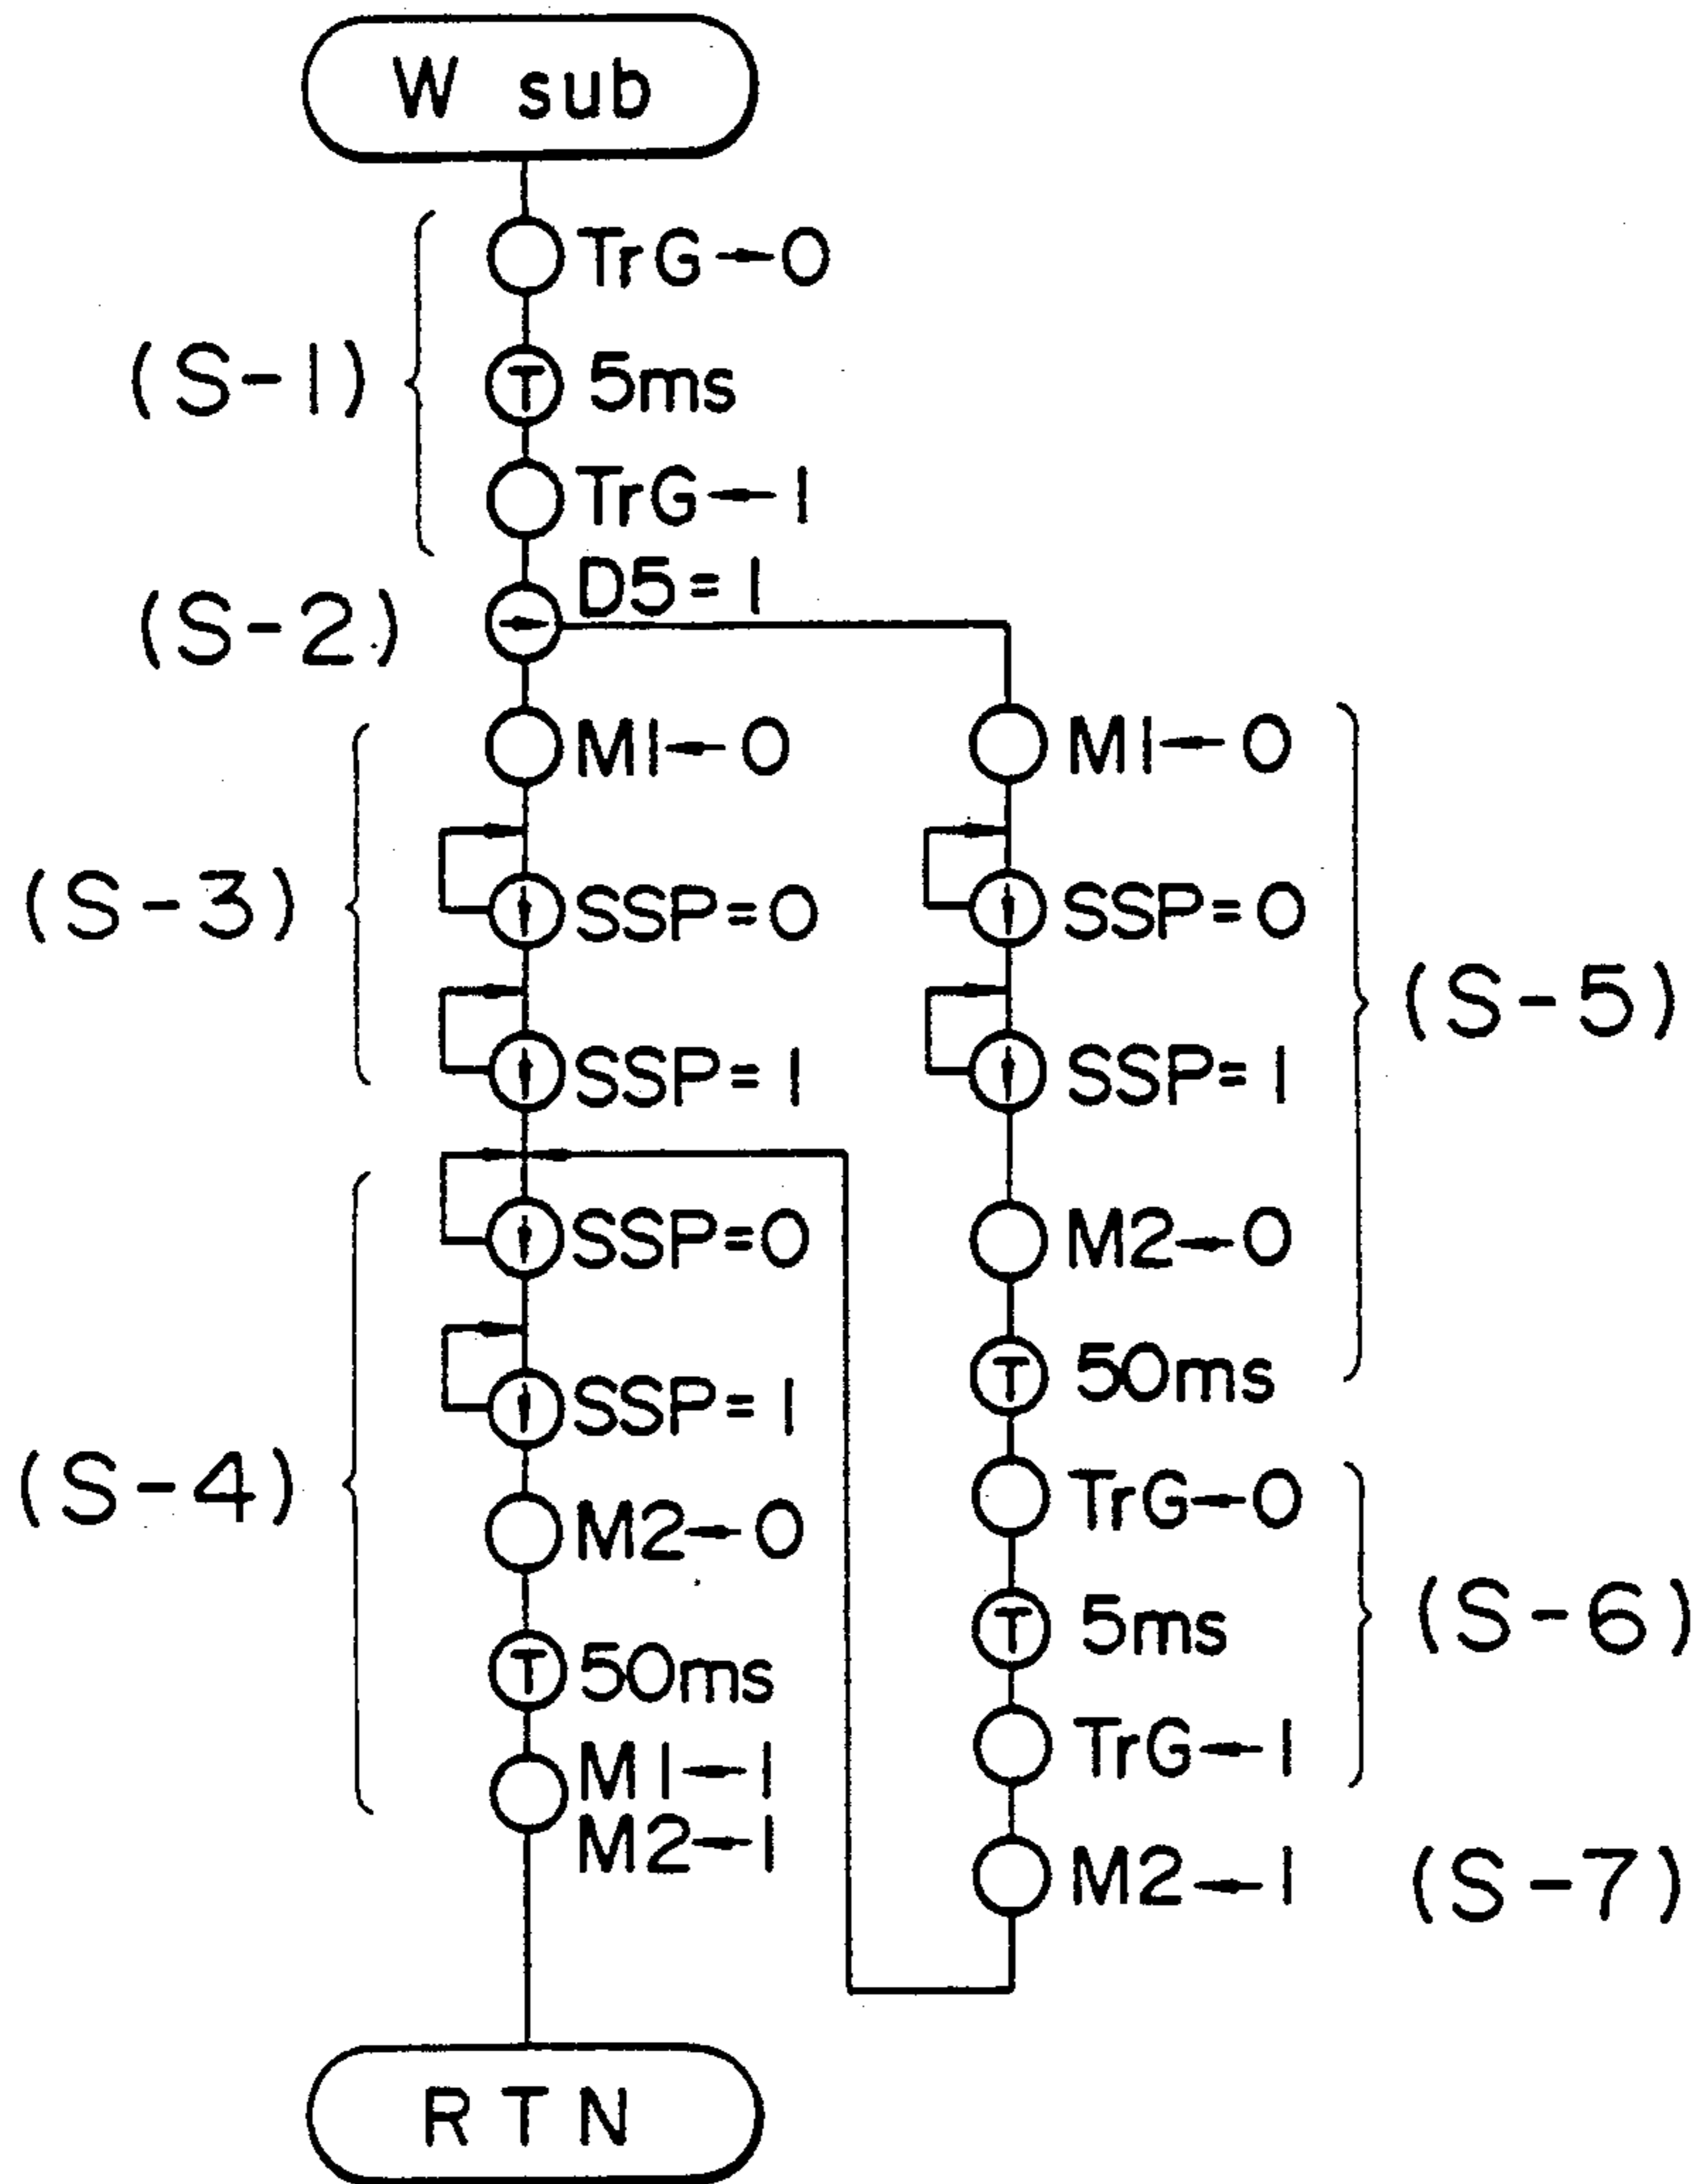 W sub
TrG→0
(S-1)
T 5ms
TrG←1
D5=1
(S-2)
M1←0
SSP=0
(S-3)
SSP=1
SSP=0
SSP=1
(S-4)
M2→0
T 50ms
M1←1
M2←1
RTN
M1←0
SSP=0
(S-5)
SSP=1
M2→0
T 50ms
TrG←0
T 5ms
(S-6)
TrG←1
M2←1
(S-7)